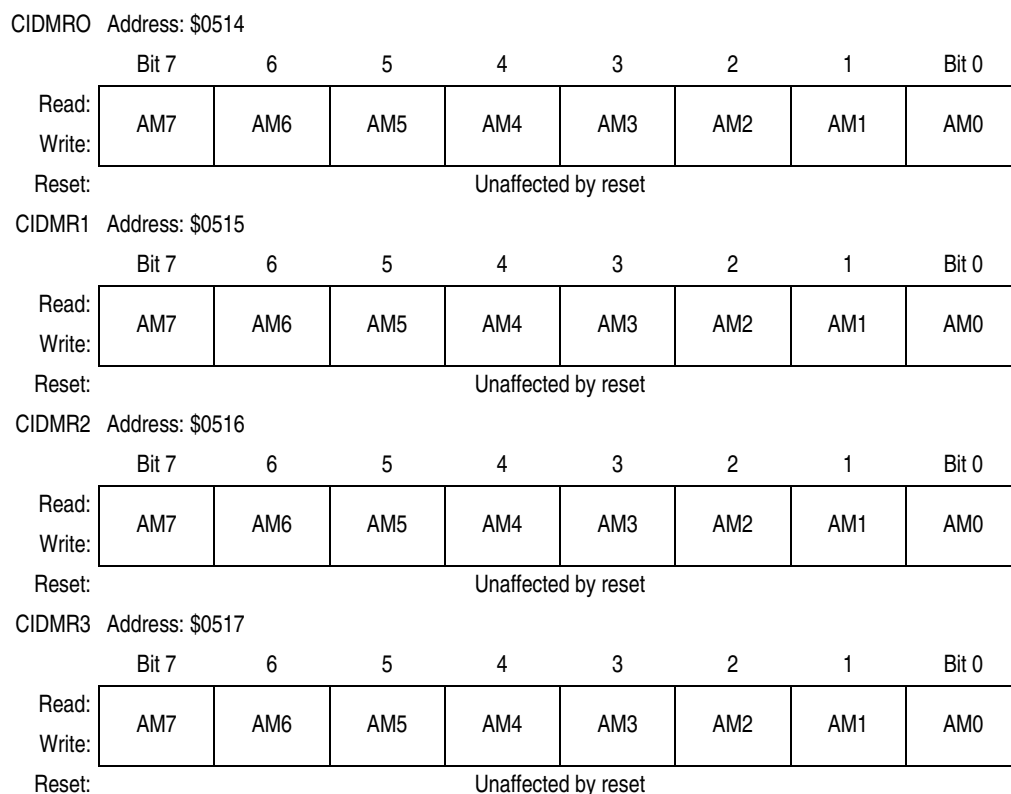 CIDMRO Address: $0514
Bit 7 6 5 4 3 2 1 Bit 0
Read:
AM7 AM6 AM5 AM4 AM3 AM2 AM1 AM0
Write:
Reset: Unaffected by reset
CIDMR1 Address: $0515
Bit 7 6 5 4 3 2 1 Bit 0
Read:
AM7 AM6 AM5 AM4 AM3 AM2 AM1 AM0
Write:
Reset: Unaffected by reset
CIDMR2 Address: $0516
Bit 7 6 5 4 3 2 1 Bit 0
Read:
AM7 AM6 AM5 AM4 AM3 AM2 AM1 AM0
Write:
Reset: Unaffected by reset
CIDMR3 Address: $0517
Bit 7 6 5 4 3 2 1 Bit 0
Read:
AM7 AM6 AM5 AM4 AM3 AM2 AM1 AM0
Write:
Reset: Unaffected by reset